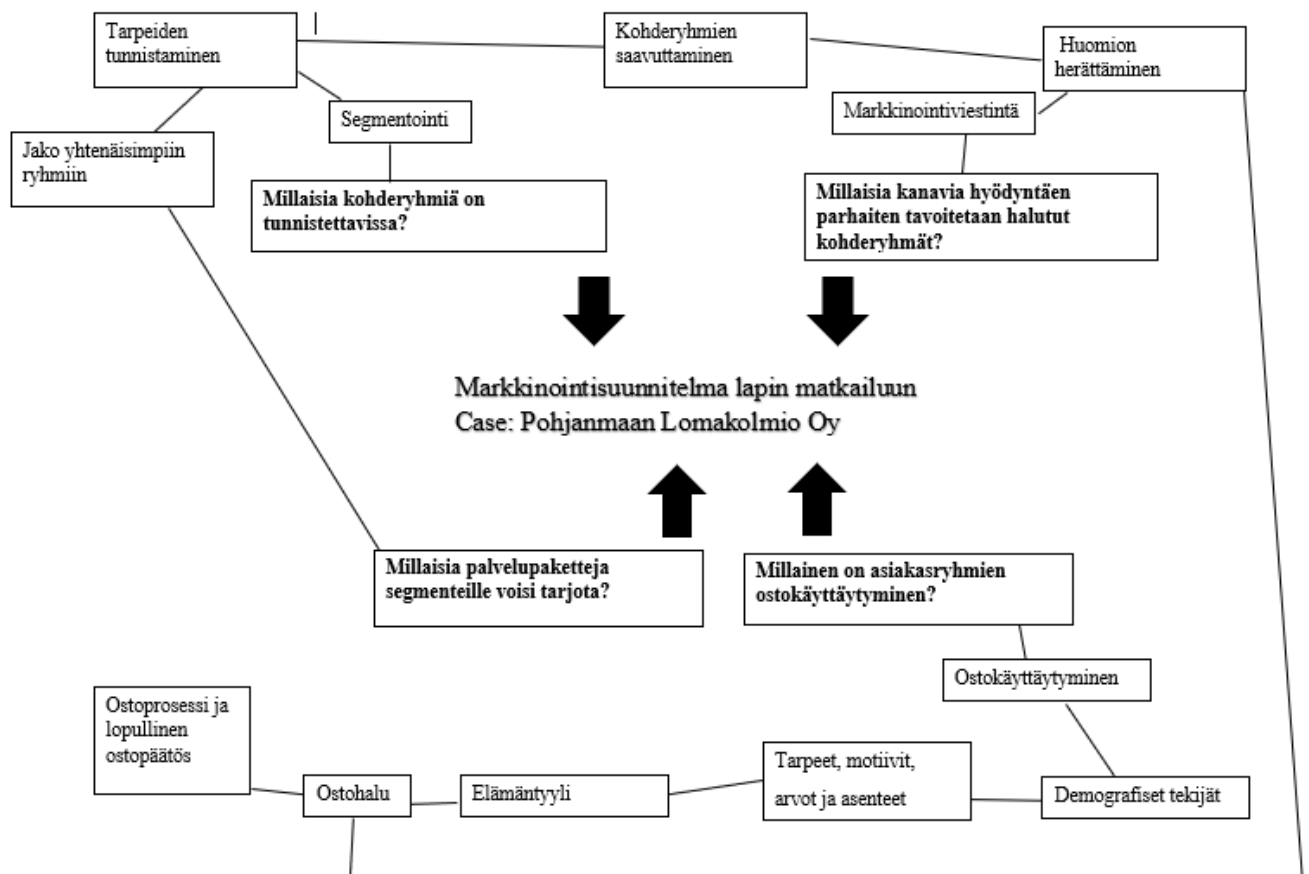 Tarpeiden
tunnistaminen
Kohderyhmien
saavuttaminen
Huomion
herättäminen
Segmentointi
Markkinointiviestintä
Jako yhtenäisimpiin
ryhmiin
Millaisia kohderyhmiä on
tunnistettavissa?
Millaisia kanavia hyödyntäen
parhaiten tavoitetaan halutut
kohderyhmät?
Markkinointisuunnitelma lapin matkailuun
Case: Pohjanmaan Lomakolmio Oy
Millaisia palvelupaketteja
segmenteille voisi tarjota?
Millainen on asiakasryhmien
ostokäyttäytyminen?
Ostokäyttäytyminen
Ostoprosessi ja
lopullinen
ostopäätös
Ostohalu
Elämäntyyli
Tarpeet, motiivit,
arvot ja asenteet
Demografiset tekijät